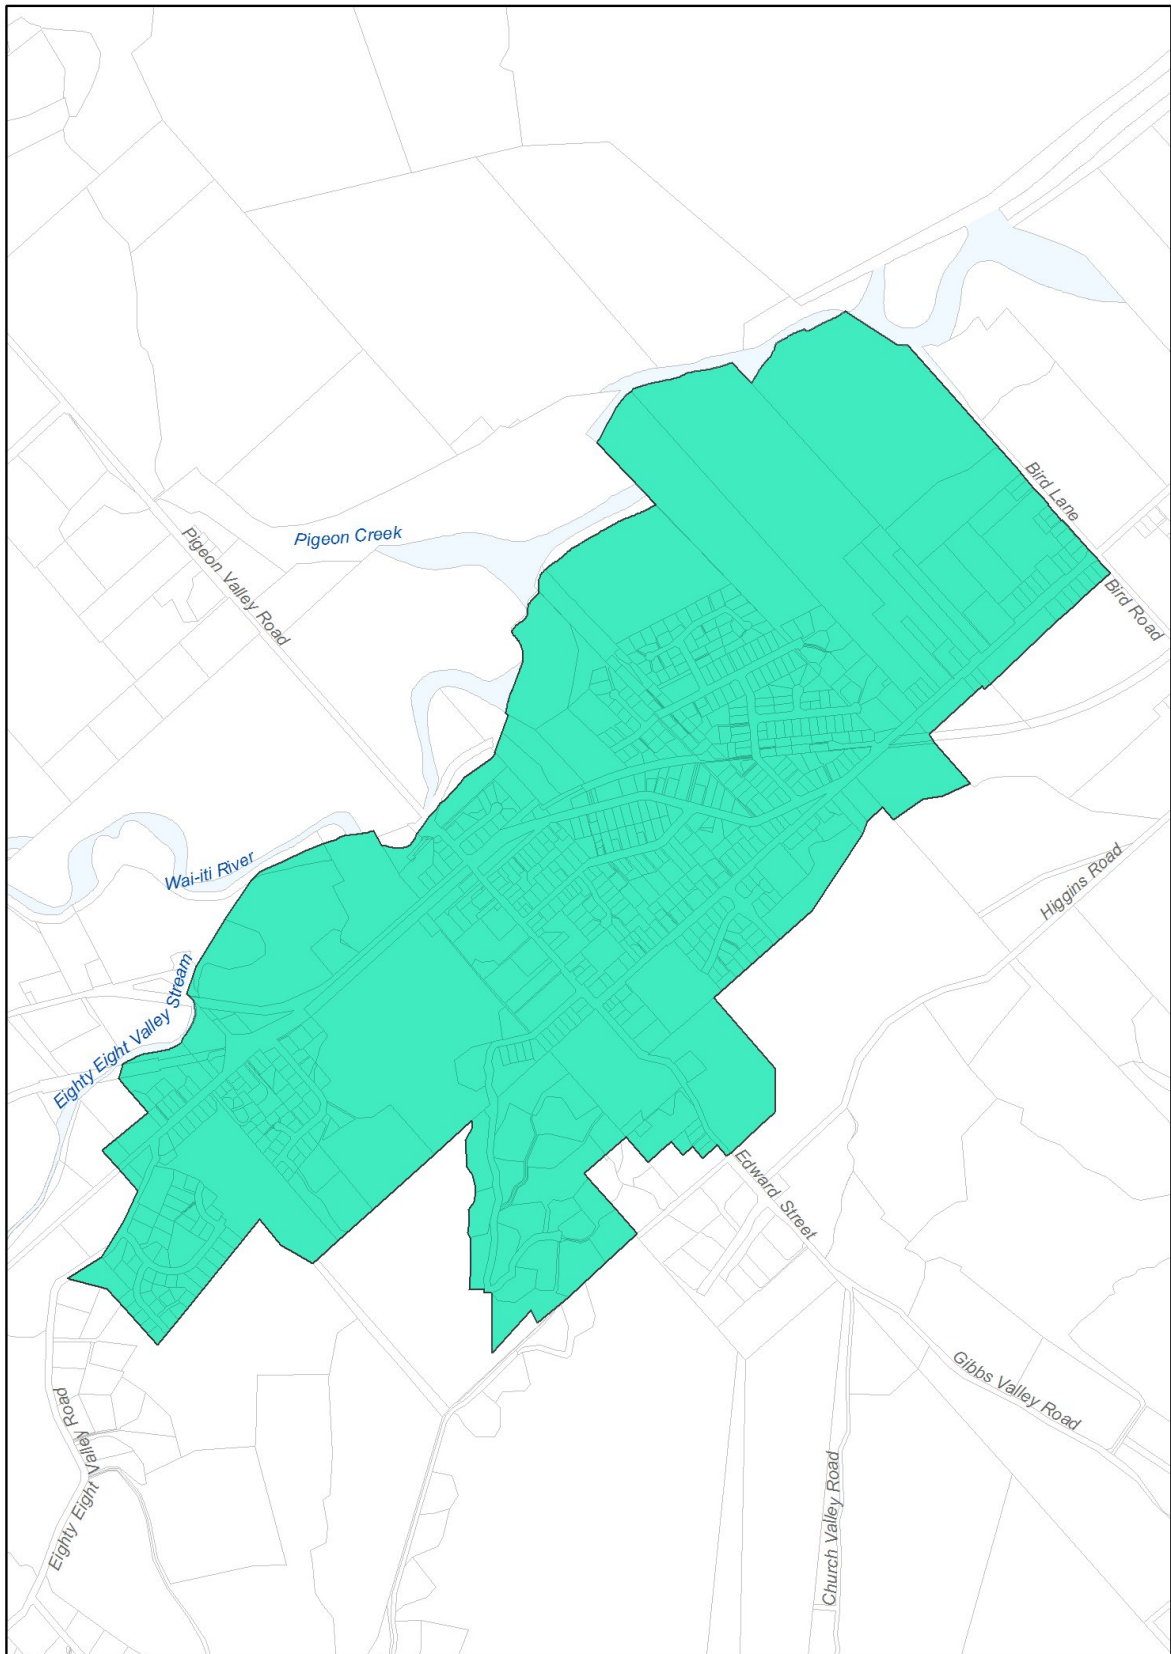 Bird Lane
Pigeon Creek
Pigeon Valley Road
Bird Road
Wai-iti River
Higgins Road
Eighty Eight Valley Stream
Edward Street
Gibbs Valley Road
Eighty Eight Valley Road
Church Valley Road